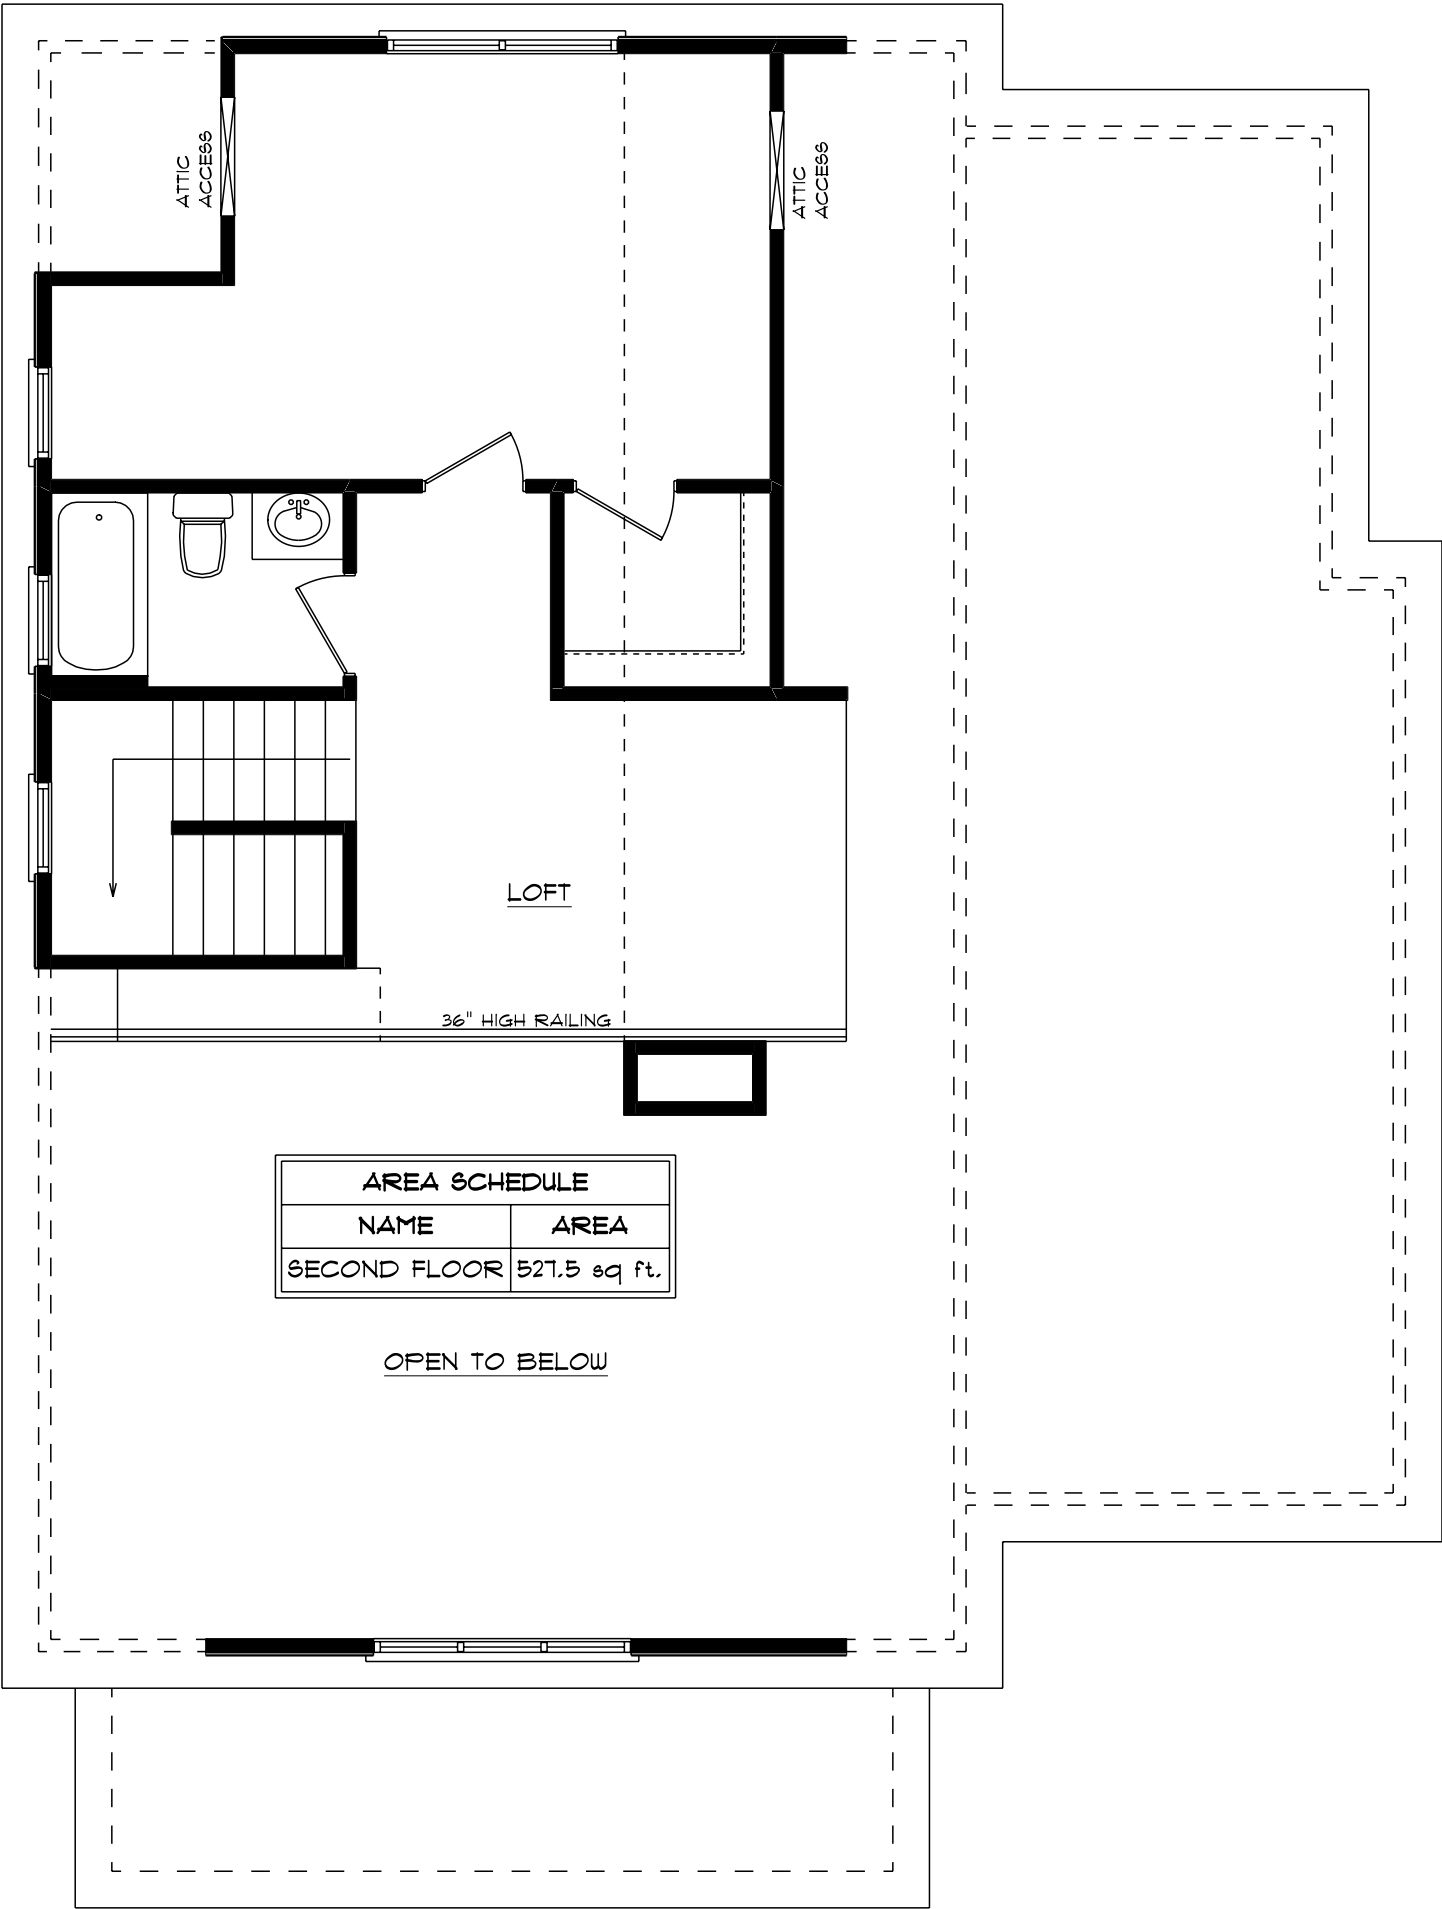 ATTIC
ACCESS
ATTIC
ACCESS
LOFT
36" HIGH RAILING
AREA SCHEDULE
NAME AREA
SECOND FLOOR 527.5 sq ft.
OPEN TO BELOW